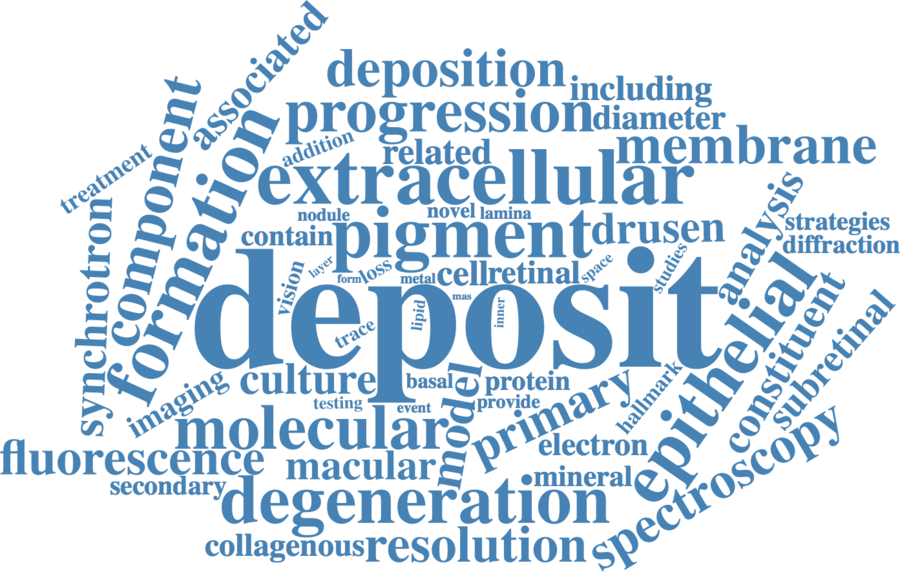 associated
deposition
including
component
progression
diameter
formation
addition
related
membrane
treatment
extracellular
analysis
nodule
novel
lamina
strategies
synchrotron
contain
pigment
drusen
diffraction
vision
layer
form
loss
metal
cell
retinal
space
studies
deposit
trace
lipid
mas
inner
epithelial
constituent
subretinal
imaging
culture
basal
protein
hallmark
testing
event
model
provide
primary
molecular
fluorescence
macular
electron
mineral
spectroscopy
secondary
degeneration
collagenous
resolution